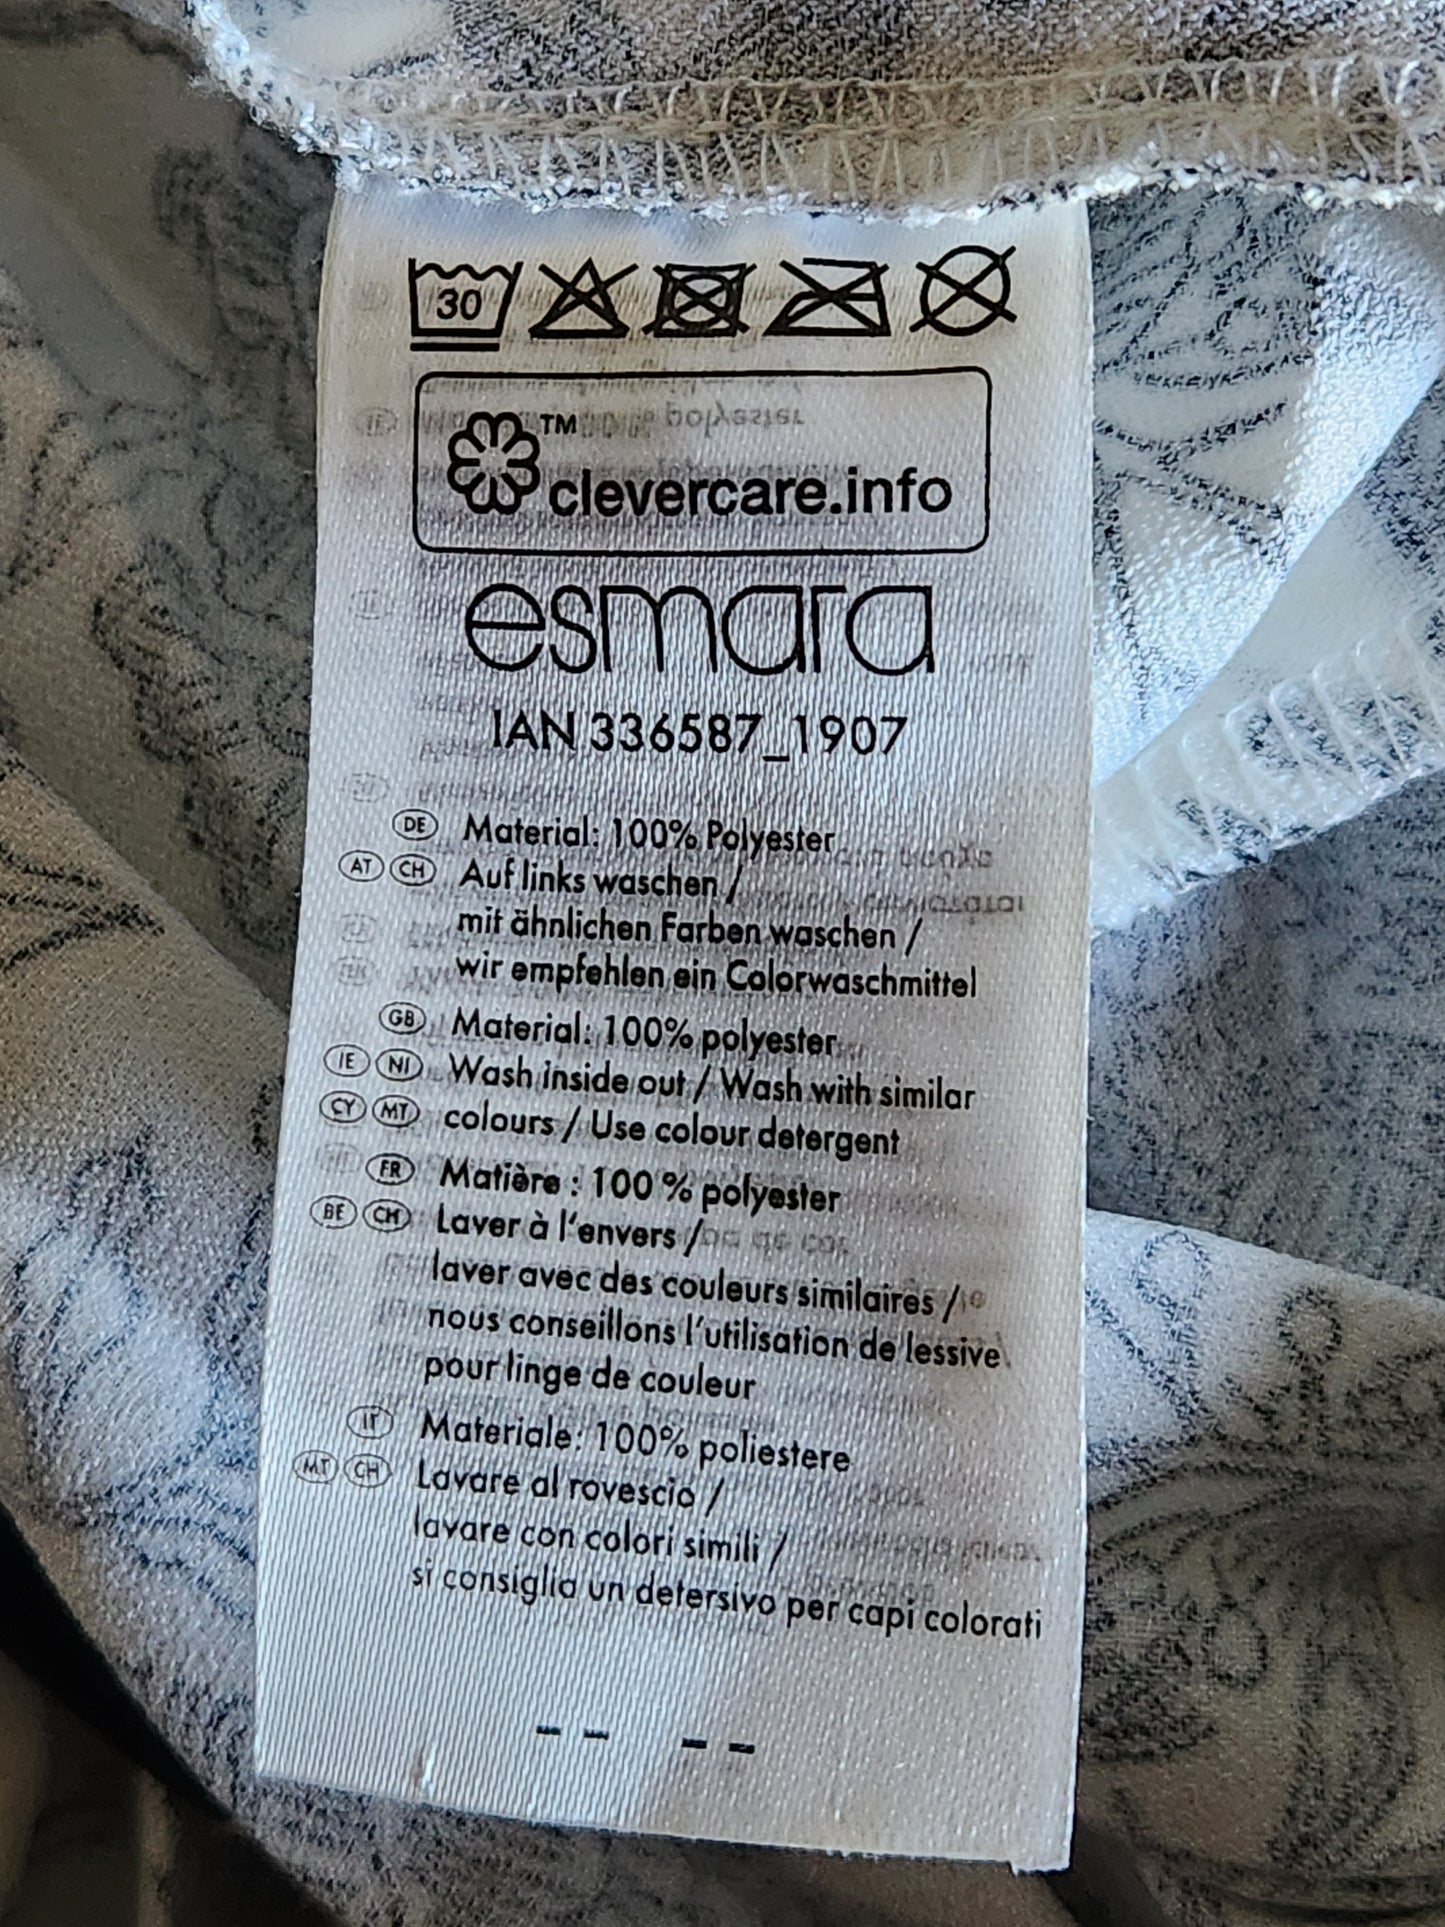 30
TM
clevercare.info
esmara
IAN 336587_1907
DE Material: 100% Polyester
AT CH Auf links waschen /
mit ähnlichen Farben waschen /
wir empfehlen ein Colorwaschmittel
GB Material: 100% polyester
IE NI Wash inside out / Wash with similar
CY MT colours / Use colour detergent
FR Matière : 100 % polyester
BE CH Laver à l'envers /
laver avec des couleurs similaires /
nous conseillons l'utilisation de lessive
pour linge de couleur
IT Materiale: 100% poliestere
MT CH Lavare al rovescio /
lavare con colori simili /
si consiglia un detersivo per capi colorati